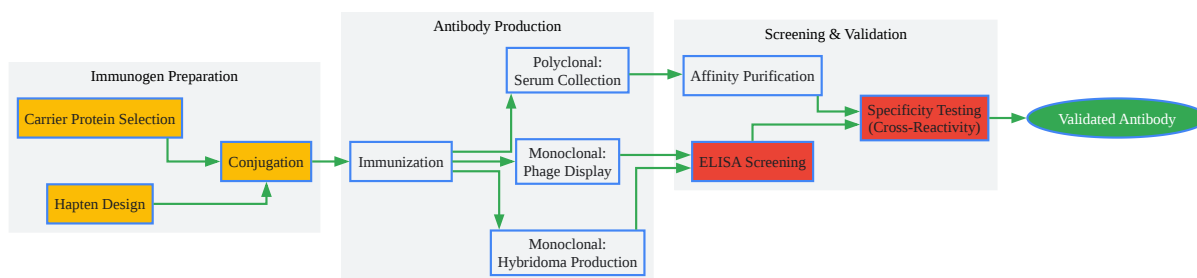 Immunogen Preparation
Carrier Protein Selection
Hapten Design
Conjugation
Antibody Production
Immunization
Polyclonal:
Serum Collection
Monoclonal:
Phage Display
Monoclonal:
Hybridoma Production
Screening & Validation
Affinity Purification
ELISA Screening
Specificity Testing
(Cross-Reactivity)
Validated Antibody